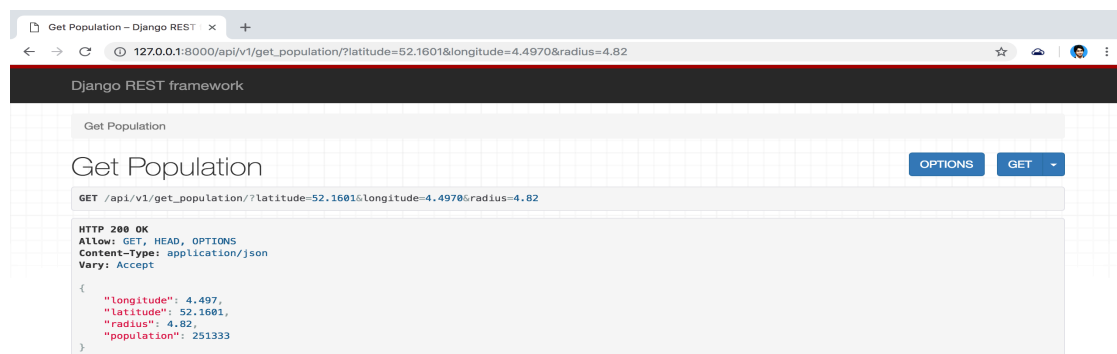 Get Population – Django REST
127.0.0.1:8000/api/v1/get_population/?latitude=52.1601&longitude=4.4970&radius=4.82
Django REST framework
Get Population
Get Population
OPTIONS
GET
GET /api/v1/get_population/?latitude=52.1601&longitude=4.4970&radius=4.82
HTTP 200 OK
Allow: GET, HEAD, OPTIONS
Content-Type: application/json
Vary: Accept
{
    "longitude": 4.497,
    "latitude": 52.1601,
    "radius": 4.82,
    "population": 251333
}